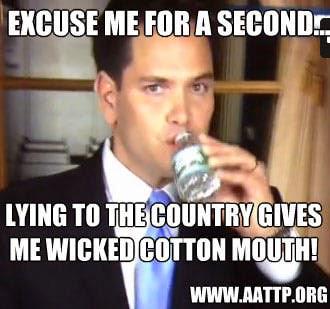 EXCUSE ME FOR A SECOND...
LYING TO THE COUNTRY GIVES
ME WICKED COTTON MOUTH!
WWW.AATTP.ORG